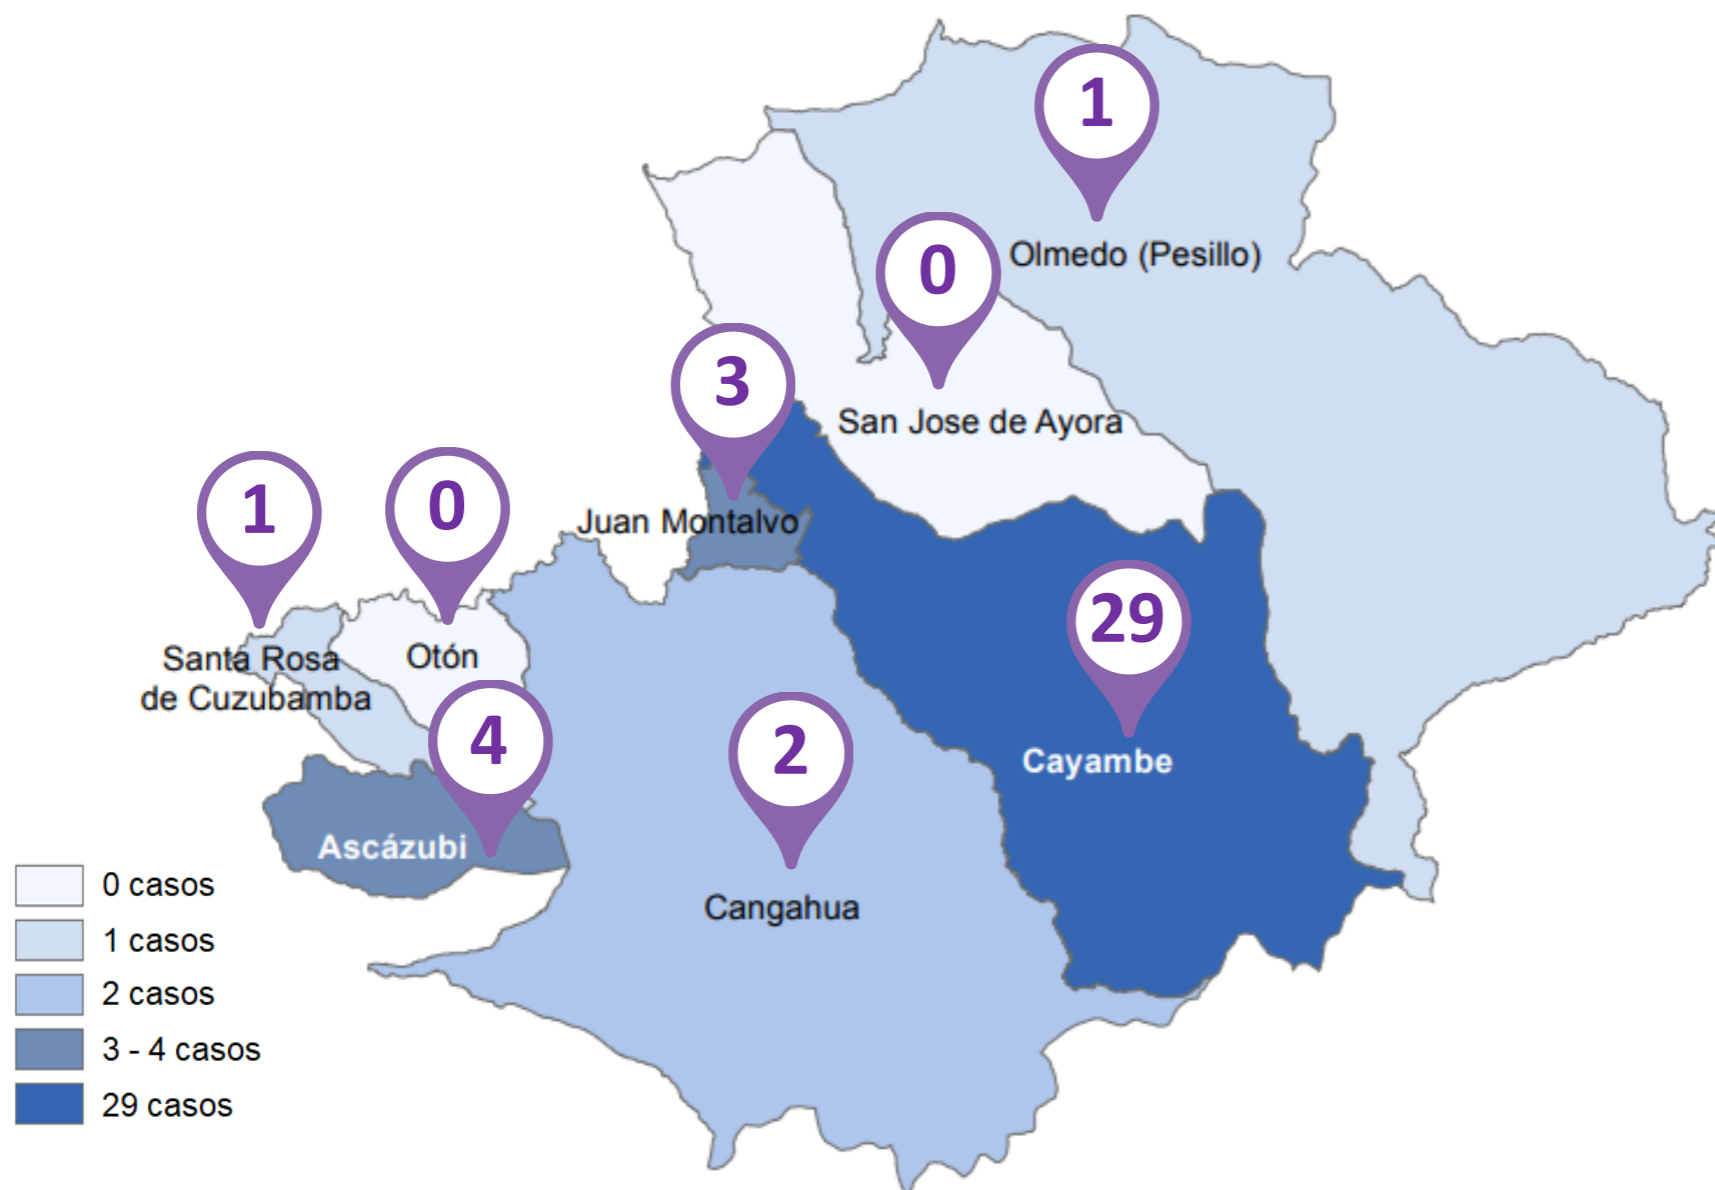 1
Olmedo (Pesillo)
0
San Jose de Ayora
3
Juan Montalvo
1
Santa Rosa
de Cuzubamba
0
Otón
29
Cayambe
4
Ascázubi
2
Cangahua
0 casos
1 casos
2 casos
3 - 4 casos
29 casos